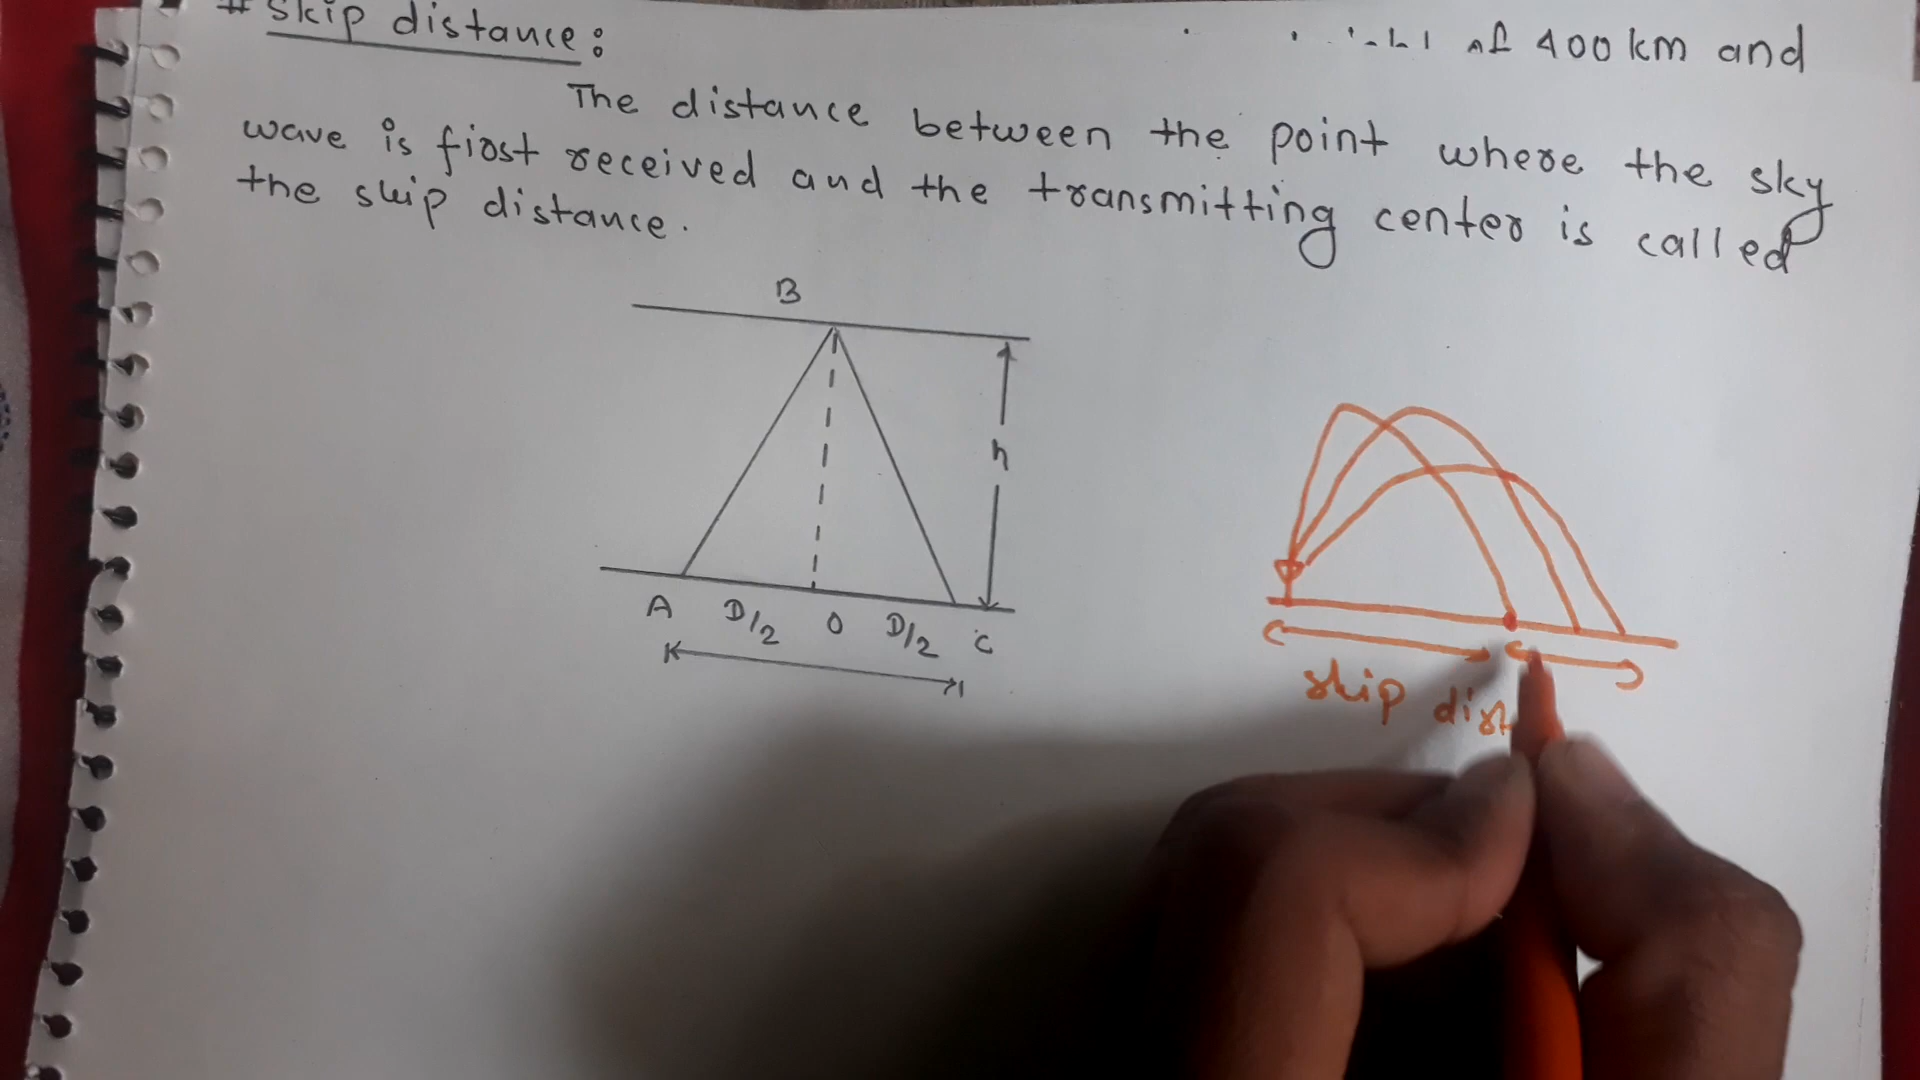 # Skip distance:
of 400 km and
The distance between the point where the sky
wave is first received and the transmitting center is called
the skip distance.
B
h
A D/2 O D/2 C
skip dist